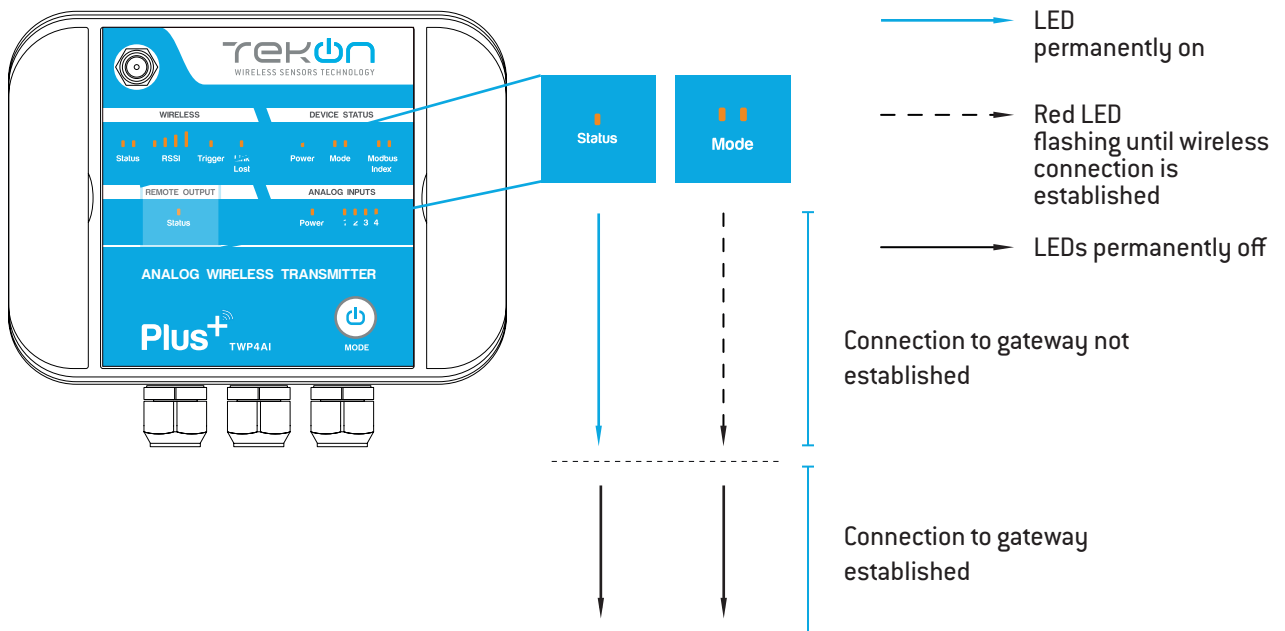 TEKON
WIRELESS SENSORS TECHNOLOGY
WIRELESS
DEVICE STATUS
Status RSSI Trigger Link Lost Power Mode Modbus Index
REMOTE OUTPUT
ANALOG INPUTS
Status
Power 1 2 3 4
ANALOG WIRELESS TRANSMITTER
Plus+ TWP4AI
MODE
Status
Mode
LED
permanently on
Red LED
flashing until wireless
connection is
established
LEDs permanently off
Connection to gateway not
established
Connection to gateway
established